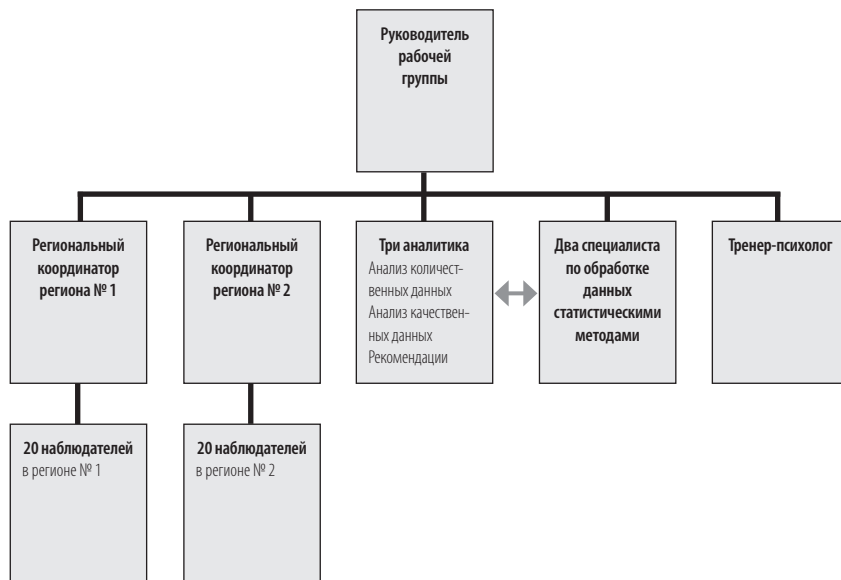 Руководитель
рабочей
группы
Региональный
координатор
региона № 1
Региональный
координатор
региона № 2
Три аналитика
Анализ количест-
венных данных
Анализ качествен-
ных данных
Рекомендации
Два специалиста
по обработке
данных
статистическими
методами
Тренер-психолог
20 наблюдателей
в регионе № 1
20 наблюдателей
в регионе № 2